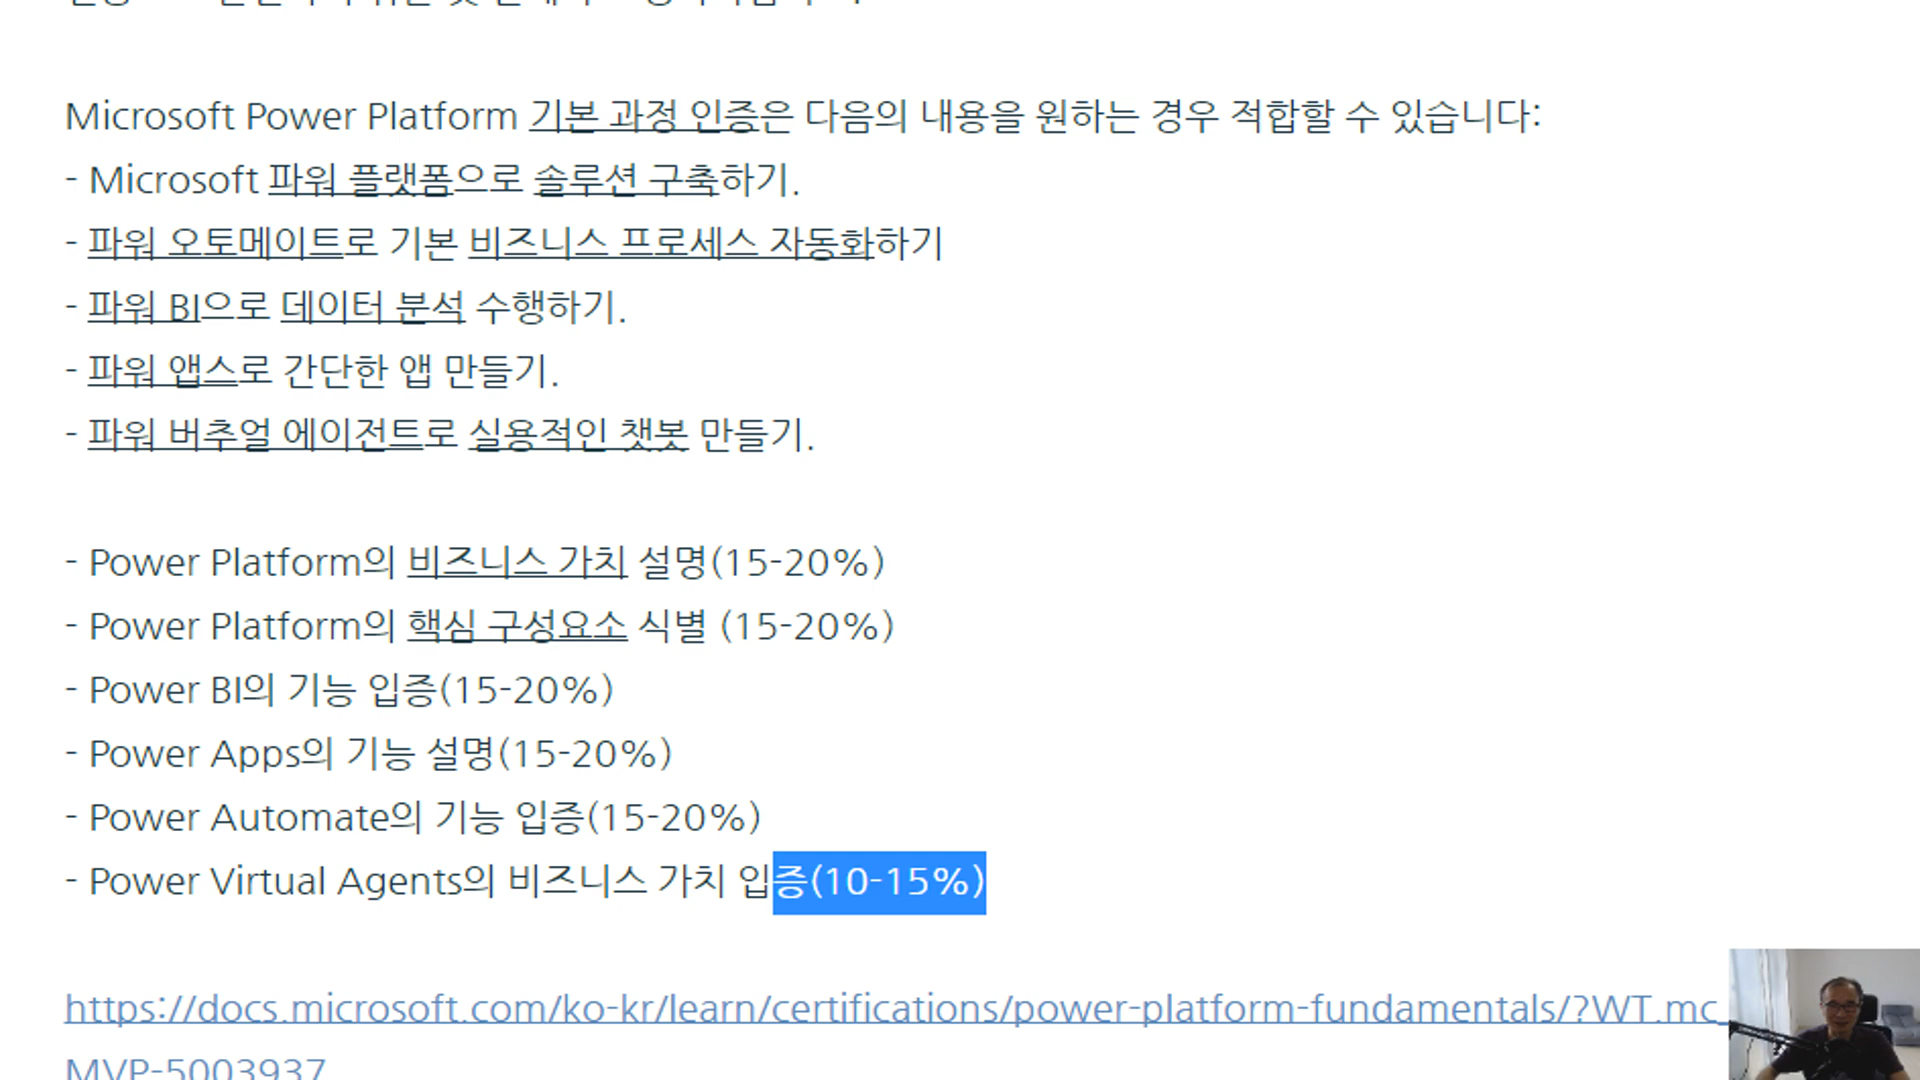 Microsoft Power Platform 기본 과정 인증은 다음의 내용을 원하는 경우 적합할 수 있습니다:
- Microsoft 파워 플랫폼으로 솔루션 구축하기.
- 파워 오토메이트로 기본 비즈니스 프로세스 자동화하기
- 파워 BI으로 데이터 분석 수행하기.
- 파워 앱스로 간단한 앱 만들기.
- 파워 버추얼 에이전트로 실용적인 챗봇 만들기.
- Power Platform의 비즈니스 가치 설명(15-20%)
- Power Platform의 핵심 구성요소 식별 (15-20%)
- Power BI의 기능 입증(15-20%)
- Power Apps의 기능 설명(15-20%)
- Power Automate의 기능 입증(15-20%)
- Power Virtual Agents의 비즈니스 가치 입증(10-15%)
https://docs.microsoft.com/ko-kr/learn/certifications/power-platform-fundamentals/?WT.mc_
MVP-5003937